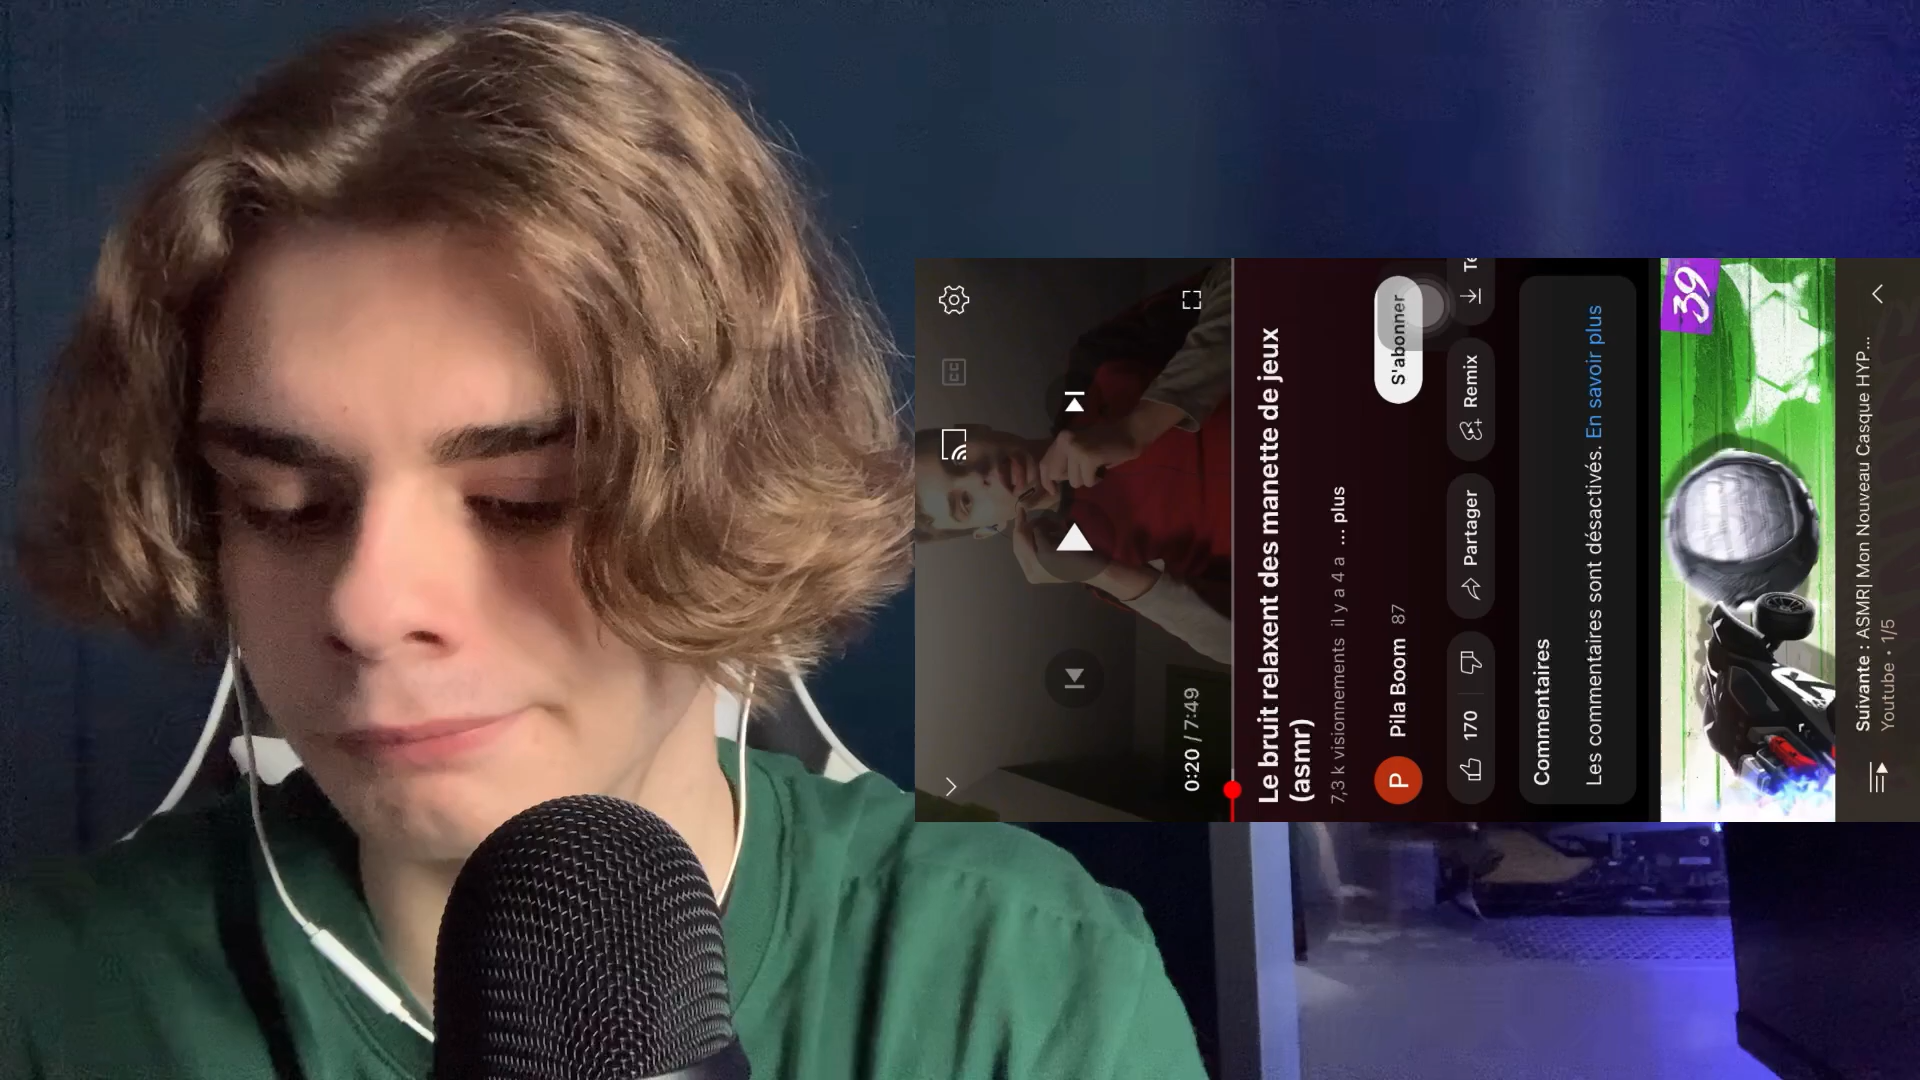 0:20 / 7:49
Le bruit relaxent des manette de jeux
(asmr)
7,3 k visionnements il y a 4 a ... plus
P Pila Boom 87 S'abonner
170 Partager Remix Té
Commentaires
Les commentaires sont désactivés. En savoir plus
39
Suivante : ASMR| Mon Nouveau Casque HYP...
Youtube • 1/5